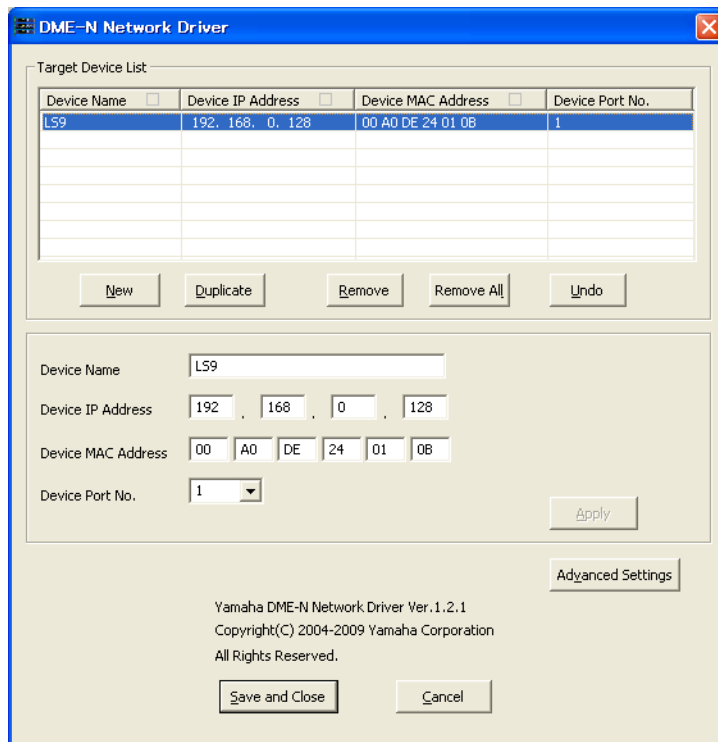 DME-N Network Driver
Target Device List
Device Name Device IP Address Device MAC Address Device Port No.
LS9 192. 168. 0. 128 00 A0 DE 24 01 0B 1
New Duplicate Remove Remove All Undo
Device Name LS9
Device IP Address 192 . 168 . 0 . 128
Device MAC Address 00 A0 DE 24 01 0B
Device Port No. 1
Apply
Advanced Settings
Yamaha DME-N Network Driver Ver.1.2.1
Copyright(C) 2004-2009 Yamaha Corporation
All Rights Reserved.
Save and Close Cancel